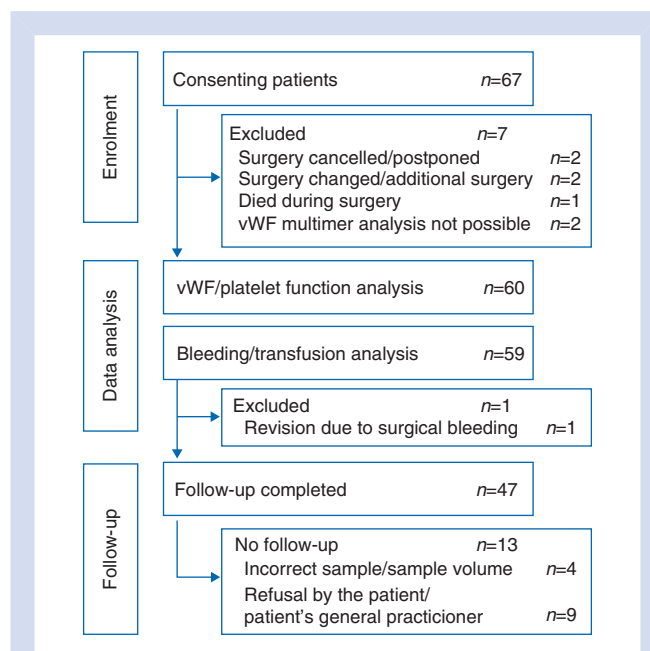 Enrolment
Consenting patients n=67
Excluded n=7
Surgery cancelled/postponed n=2
Surgery changed/additional surgery n=2
Died during surgery n=1
vWF multimer analysis not possible n=2
Data analysis
vWF/platelet function analysis n=60
Bleeding/transfusion analysis n=59
Excluded n=1
Revision due to surgical bleeding n=1
Follow-up
Follow-up completed n=47
No follow-up n=13
Incorrect sample/sample volume n=4
Refusal by the patient/
patient's general practicioner n=9